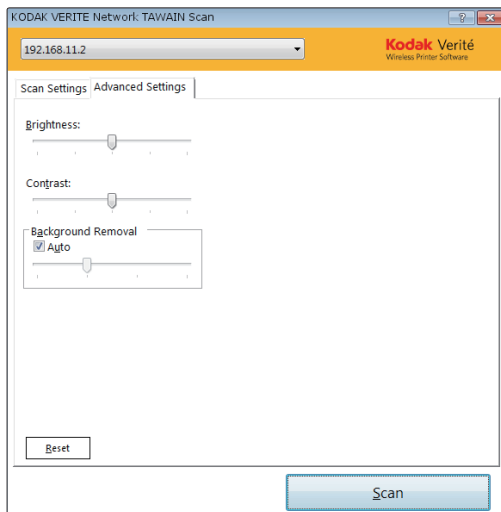 KODAK VERITE Network TAWAIN Scan
192.168.11.2
Kodak Verité
Wireless Printer Software
Scan Settings Advanced Settings
Brightness:
Contrast:
Background Removal
Auto
Reset
Scan